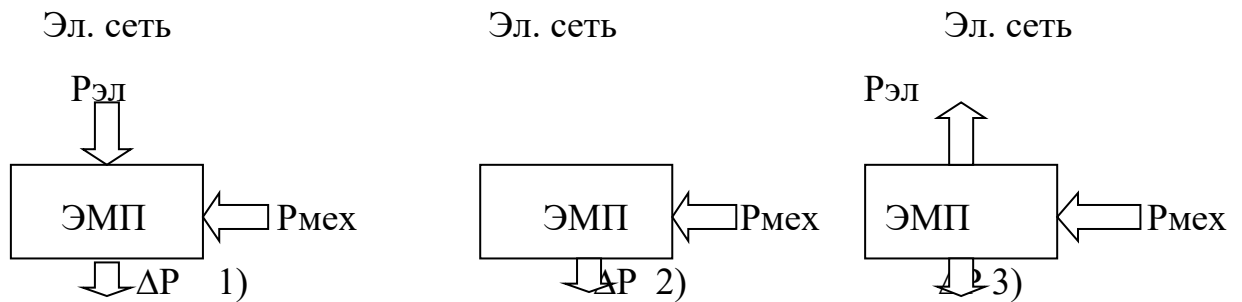 Эл. сеть Эл. сеть Эл. сеть
Рэл Рэл
ЭМП Рмех ЭМП Рмех ЭМП Рмех
ΔР 1) ΔР 2) ΔР 3)